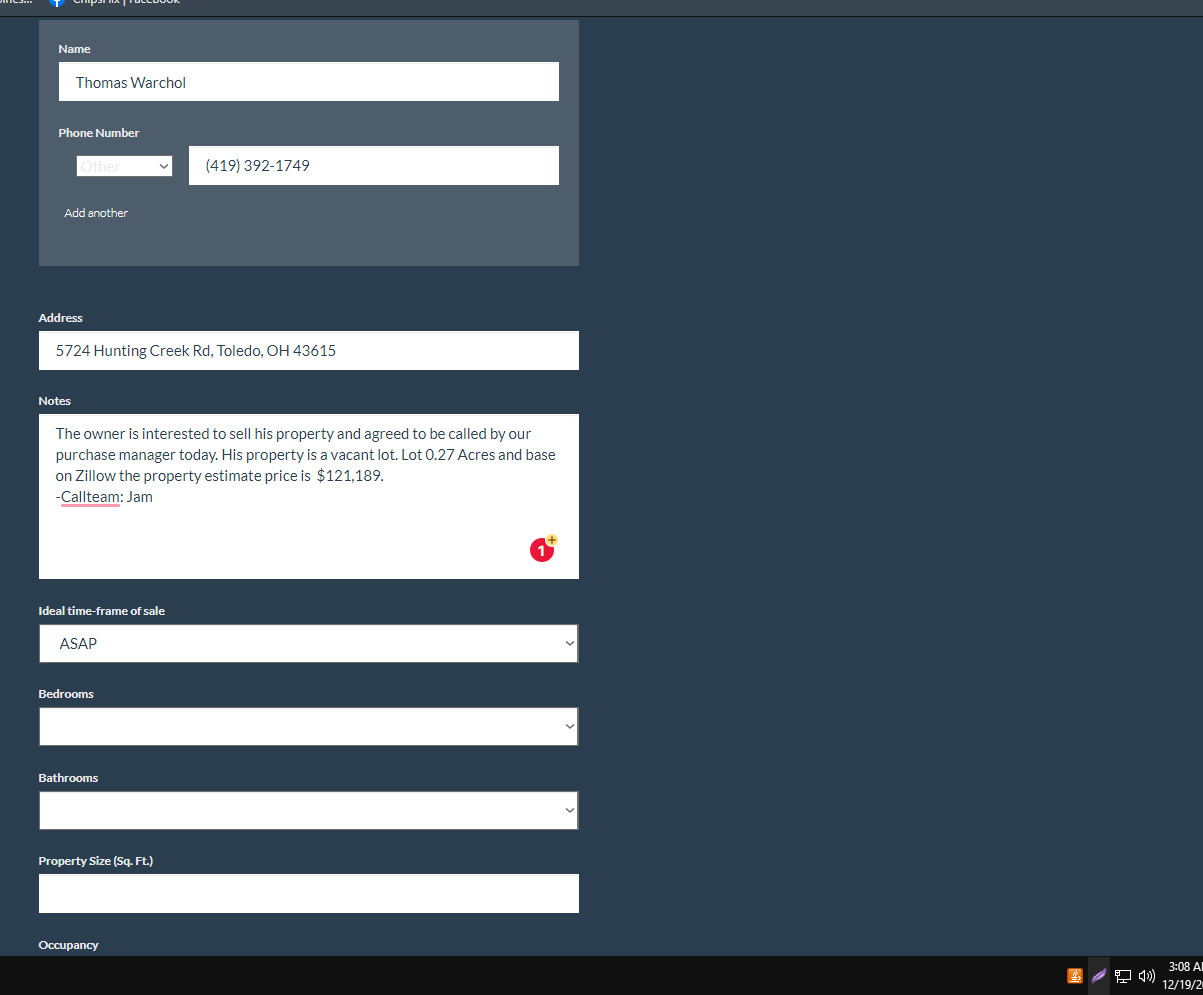 Name
Thomas Warchol
Phone Number
Other (419) 392-1749
Add another
Address
5724 Hunting Creek Rd, Toledo, OH 43615
Notes
The owner is interested to sell his property and agreed to be called by our
purchase manager today. His property is a vacant lot. Lot 0.27 Acres and base
on Zillow the property estimate price is $121,189.
-Callteam: Jam
1+
Ideal time-frame of sale
ASAP
Bedrooms
Bathrooms
Property Size (Sq. Ft.)
Occupancy
3:08 A
12/19/2